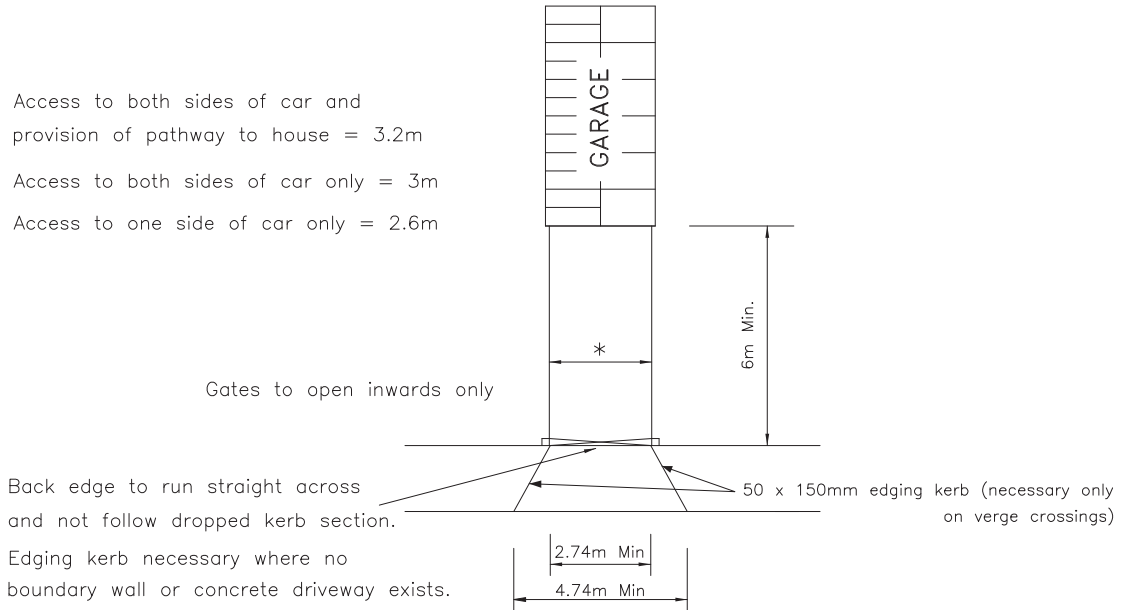 GARAGE
Access to both sides of car and
provision of pathway to house = 3.2m
Access to both sides of car only = 3m
Access to one side of car only = 2.6m
6m Min.
*
Gates to open inwards only
Back edge to run straight across
and not follow dropped kerb section.
50 x 150mm edging kerb (necessary only
on verge crossings)
Edging kerb necessary where no
boundary wall or concrete driveway exists.
2.74m Min
4.74m Min